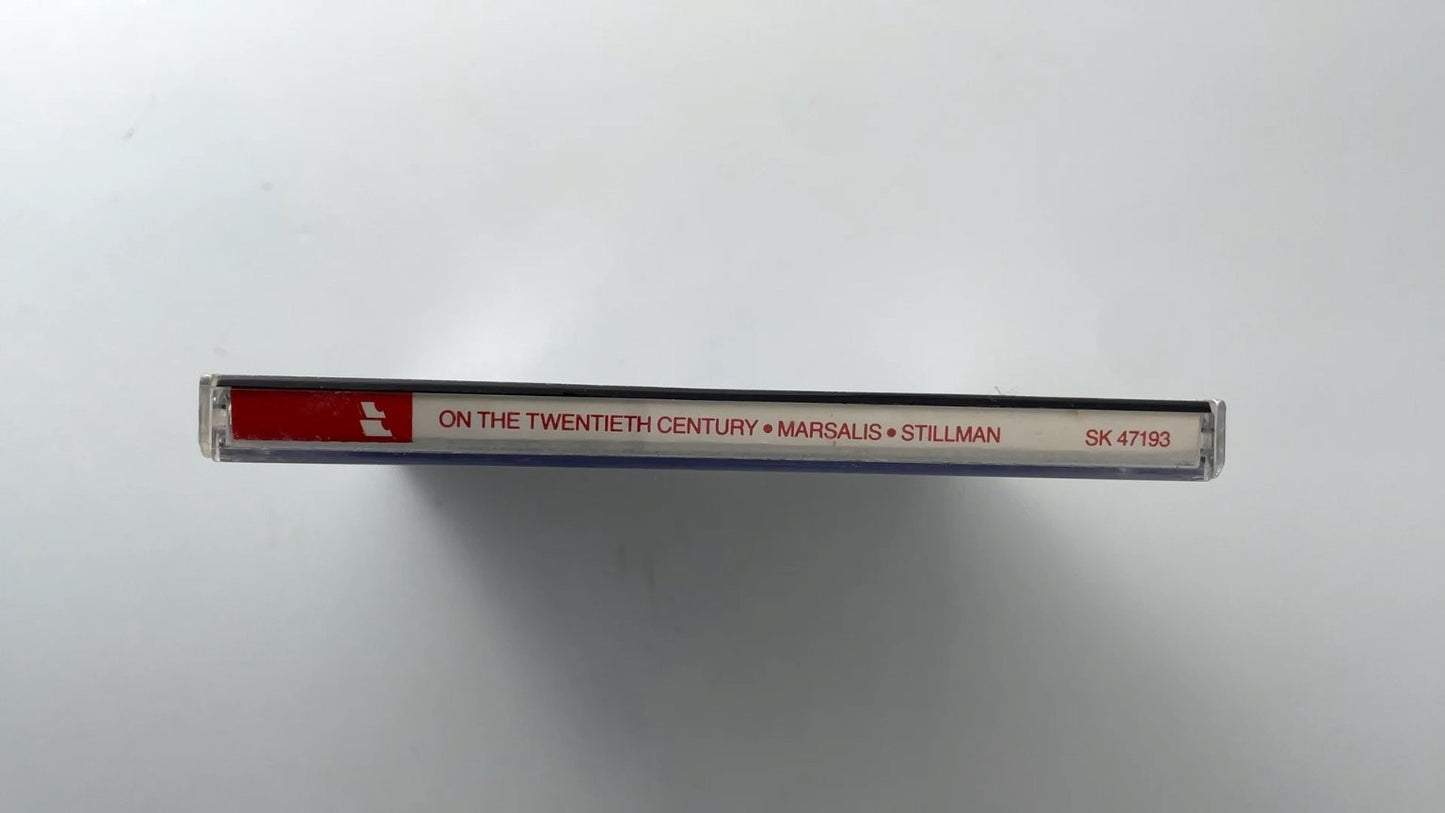 ON THE TWENTIETH CENTURY • MARSALIS • STILLMAN SK 47193